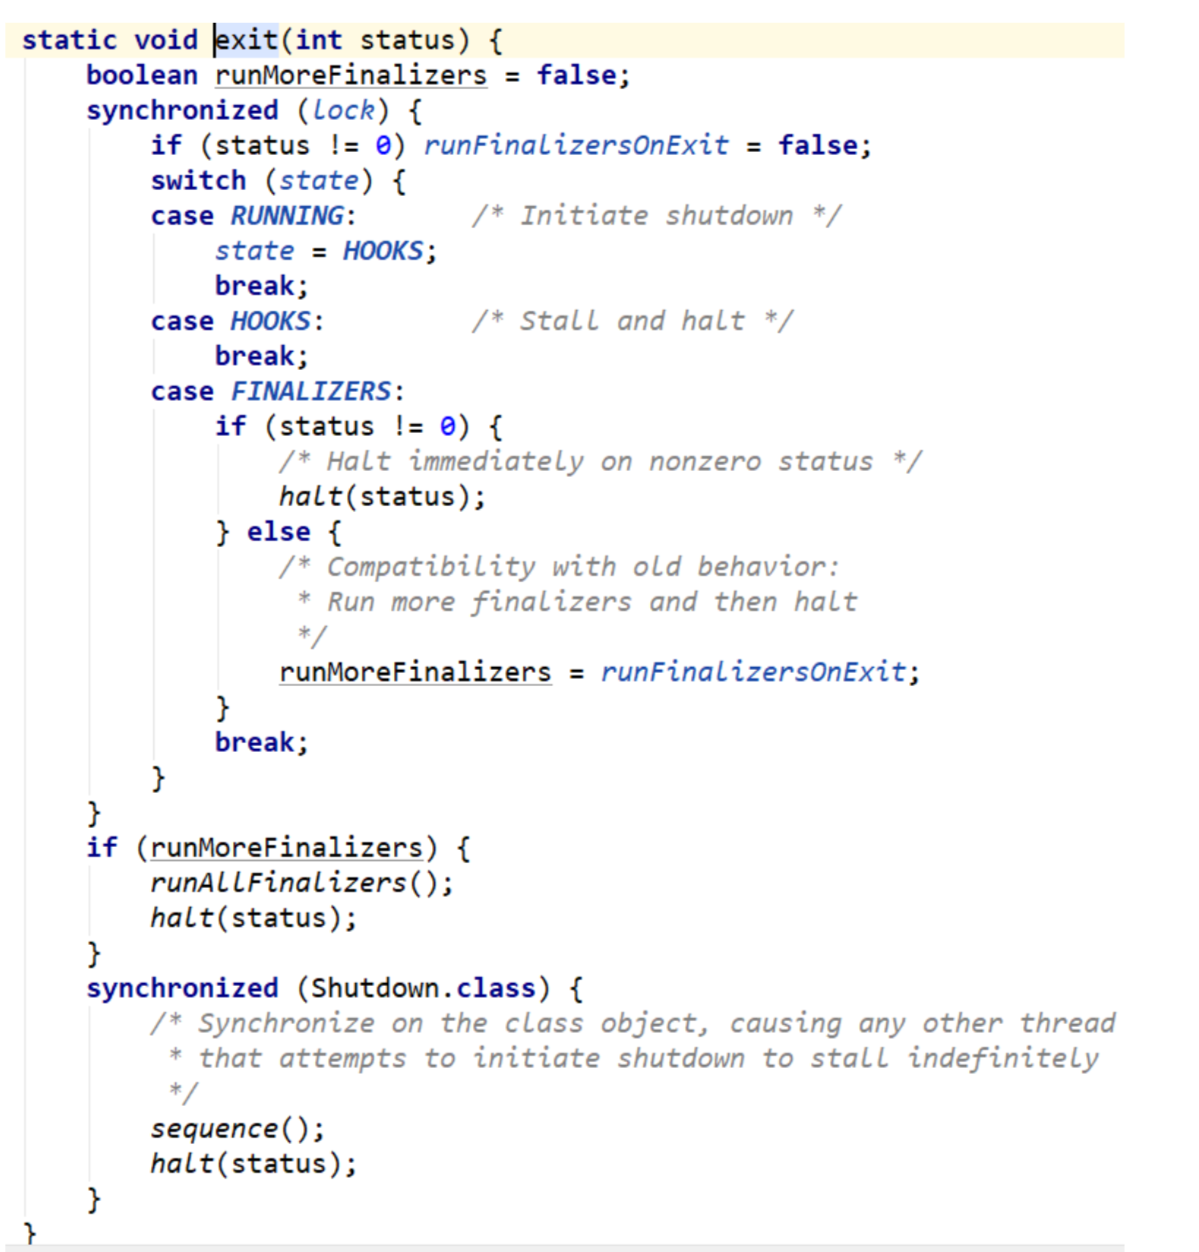 static void exit(int status) {
    boolean runMoreFinalizers = false;
    synchronized (lock) {
        if (status != 0) runFinalizersOnExit = false;
        switch (state) {
        case RUNNING:       /* Initiate shutdown */
            state = HOOKS;
            break;
        case HOOKS:         /* Stall and halt */
            break;
        case FINALIZERS:
            if (status != 0) {
                /* Halt immediately on nonzero status */
                halt(status);
            } else {
                /* Compatibility with old behavior:
                 * Run more finalizers and then halt
                 */
                runMoreFinalizers = runFinalizersOnExit;
            }
            break;
        }
    }
    if (runMoreFinalizers) {
        runAllFinalizers();
        halt(status);
    }
    synchronized (Shutdown.class) {
        /* Synchronize on the class object, causing any other thread
         * that attempts to initiate shutdown to stall indefinitely
         */
        sequence();
        halt(status);
    }
}